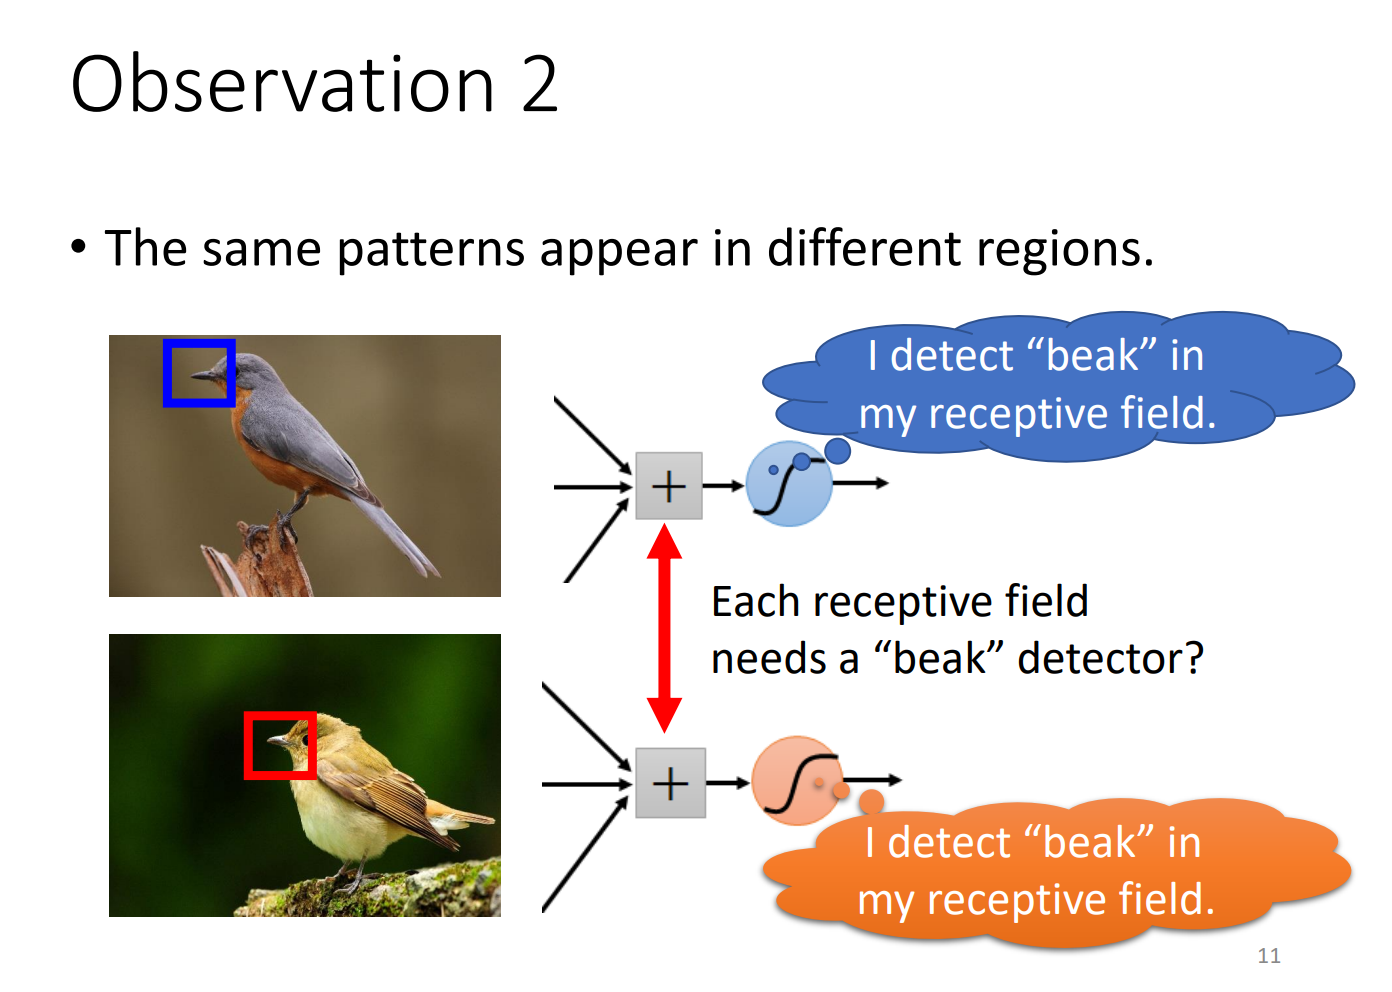 Observation 2
• The same patterns appear in different regions.
I detect “beak” in
my receptive field.
+
Each receptive field
needs a “beak” detector?
+
I detect “beak” in
my receptive field.
11